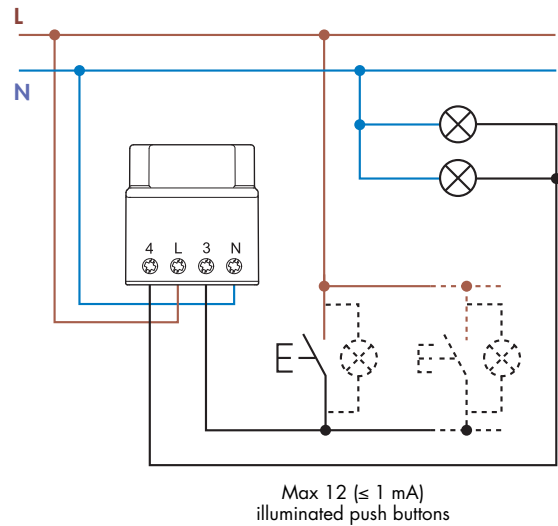 L
N
4 L 3 N
Max 12 (≤ 1 mA)
illuminated push buttons